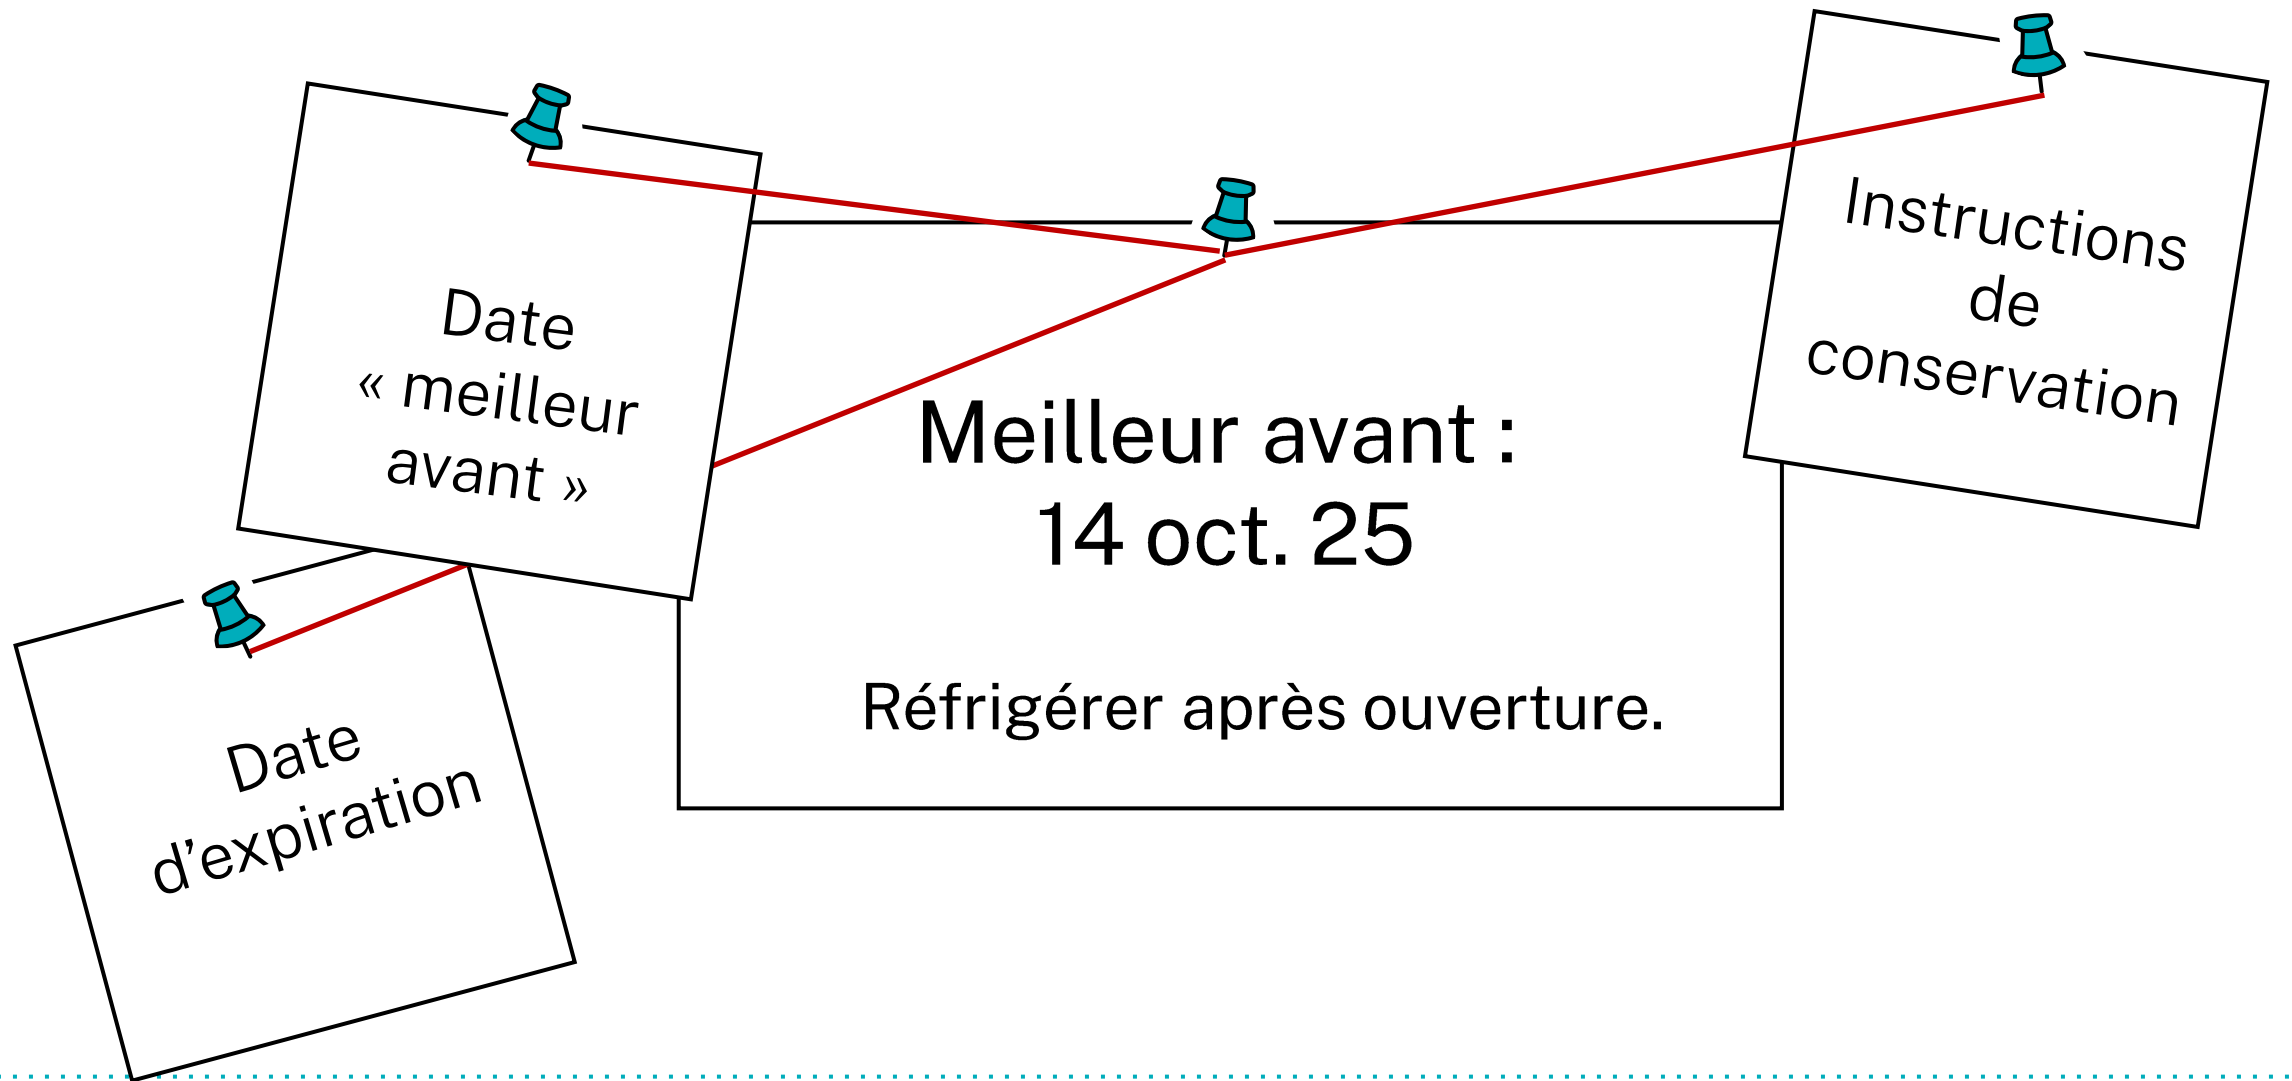 Date
« meilleur
avant »
Instructions
de
conservation
Meilleur avant :
14 oct. 25
Réfrigérer après ouverture.
Date
d’expiration